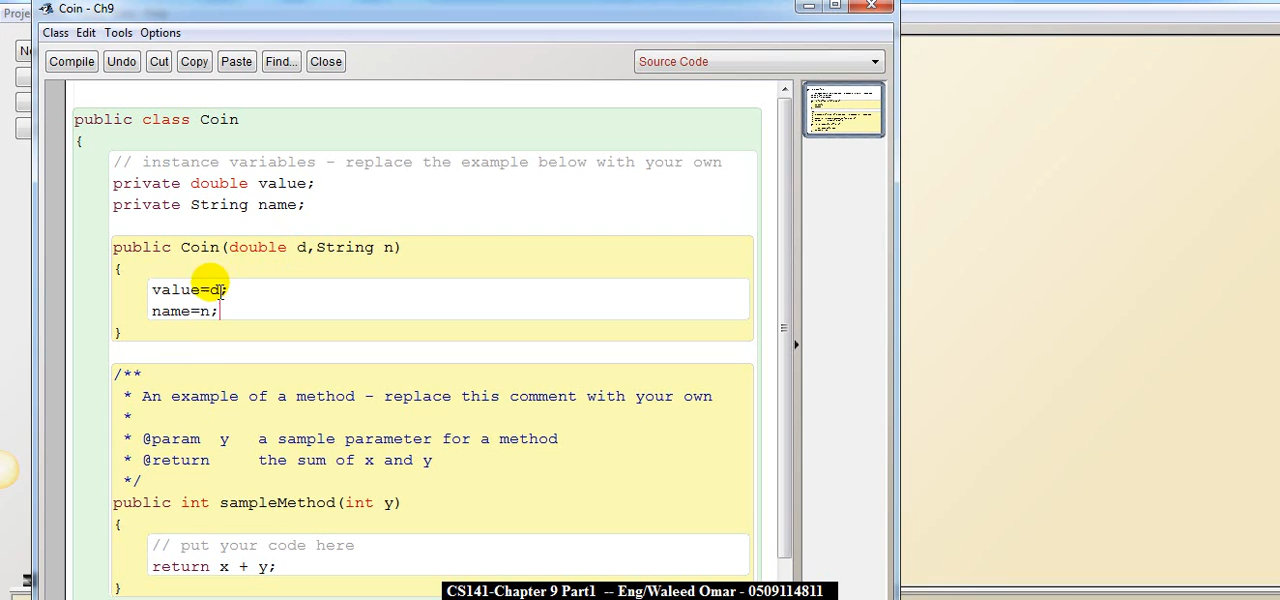 Proje
Coin - Ch9
Class Edit Tools Options
Compile Undo Cut Copy Paste Find... Close Source Code
public class Coin
{
// instance variables - replace the example below with your own
private double value;
private String name;
public Coin(double d,String n)
{
value=d;
name=n;
}
/**
* An example of a method - replace this comment with your own
*
* @param y a sample parameter for a method
* @return the sum of x and y
*/
public int sampleMethod(int y)
{
// put your code here
return x + y;
}
CS141-Chapter 9 Part1 -- Eng/Waleed Omar - 0509114811